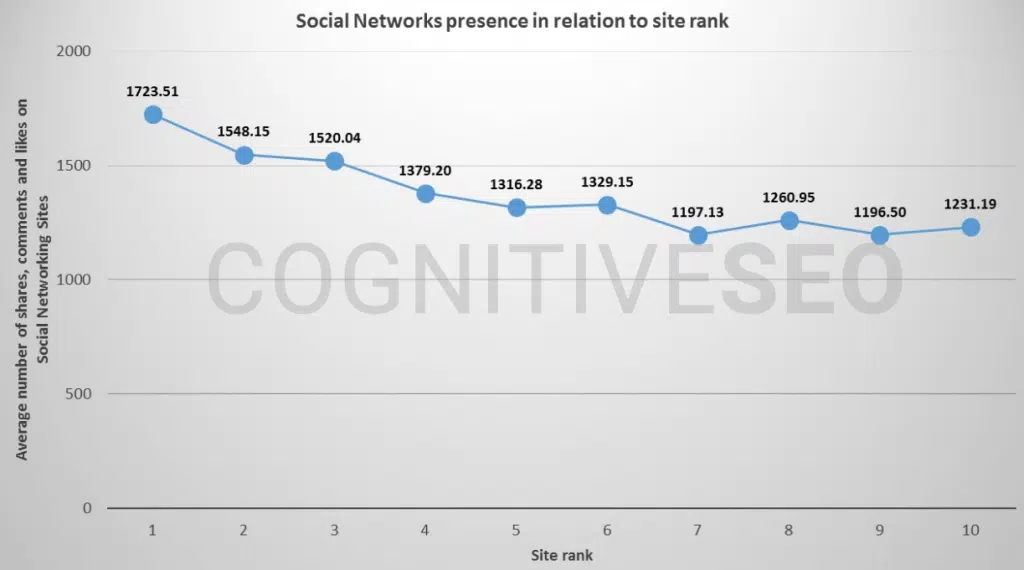 Social Networks presence in relation to site rank
Average number of shares, comments and likes on
Social Networking Sites
2000
1500
1000
500
0
1723.51
1548.15
1520.04
1379.20
1316.28
1329.15
1197.13
1260.95
1196.50
1231.19
COGNITIVESEO
1 2 3 4 5 6 7 8 9 10
Site rank